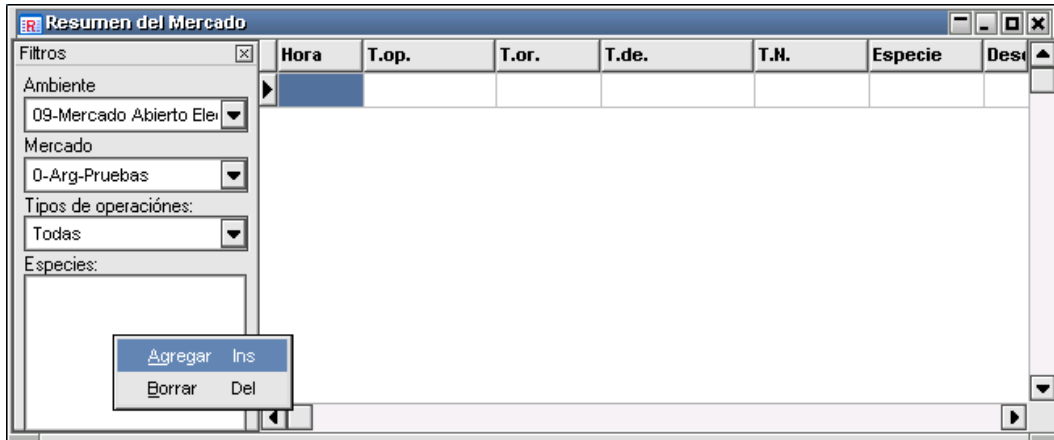 R Resumen del Mercado
Filtros
Hora T.op. T.or. T.de. T.N. Especie Desc
Ambiente
09-Mercado Abierto Ele
Mercado
0-Arg-Pruebas
Tipos de operaciónes:
Todas
Especies:
Agregar Ins
Borrar Del